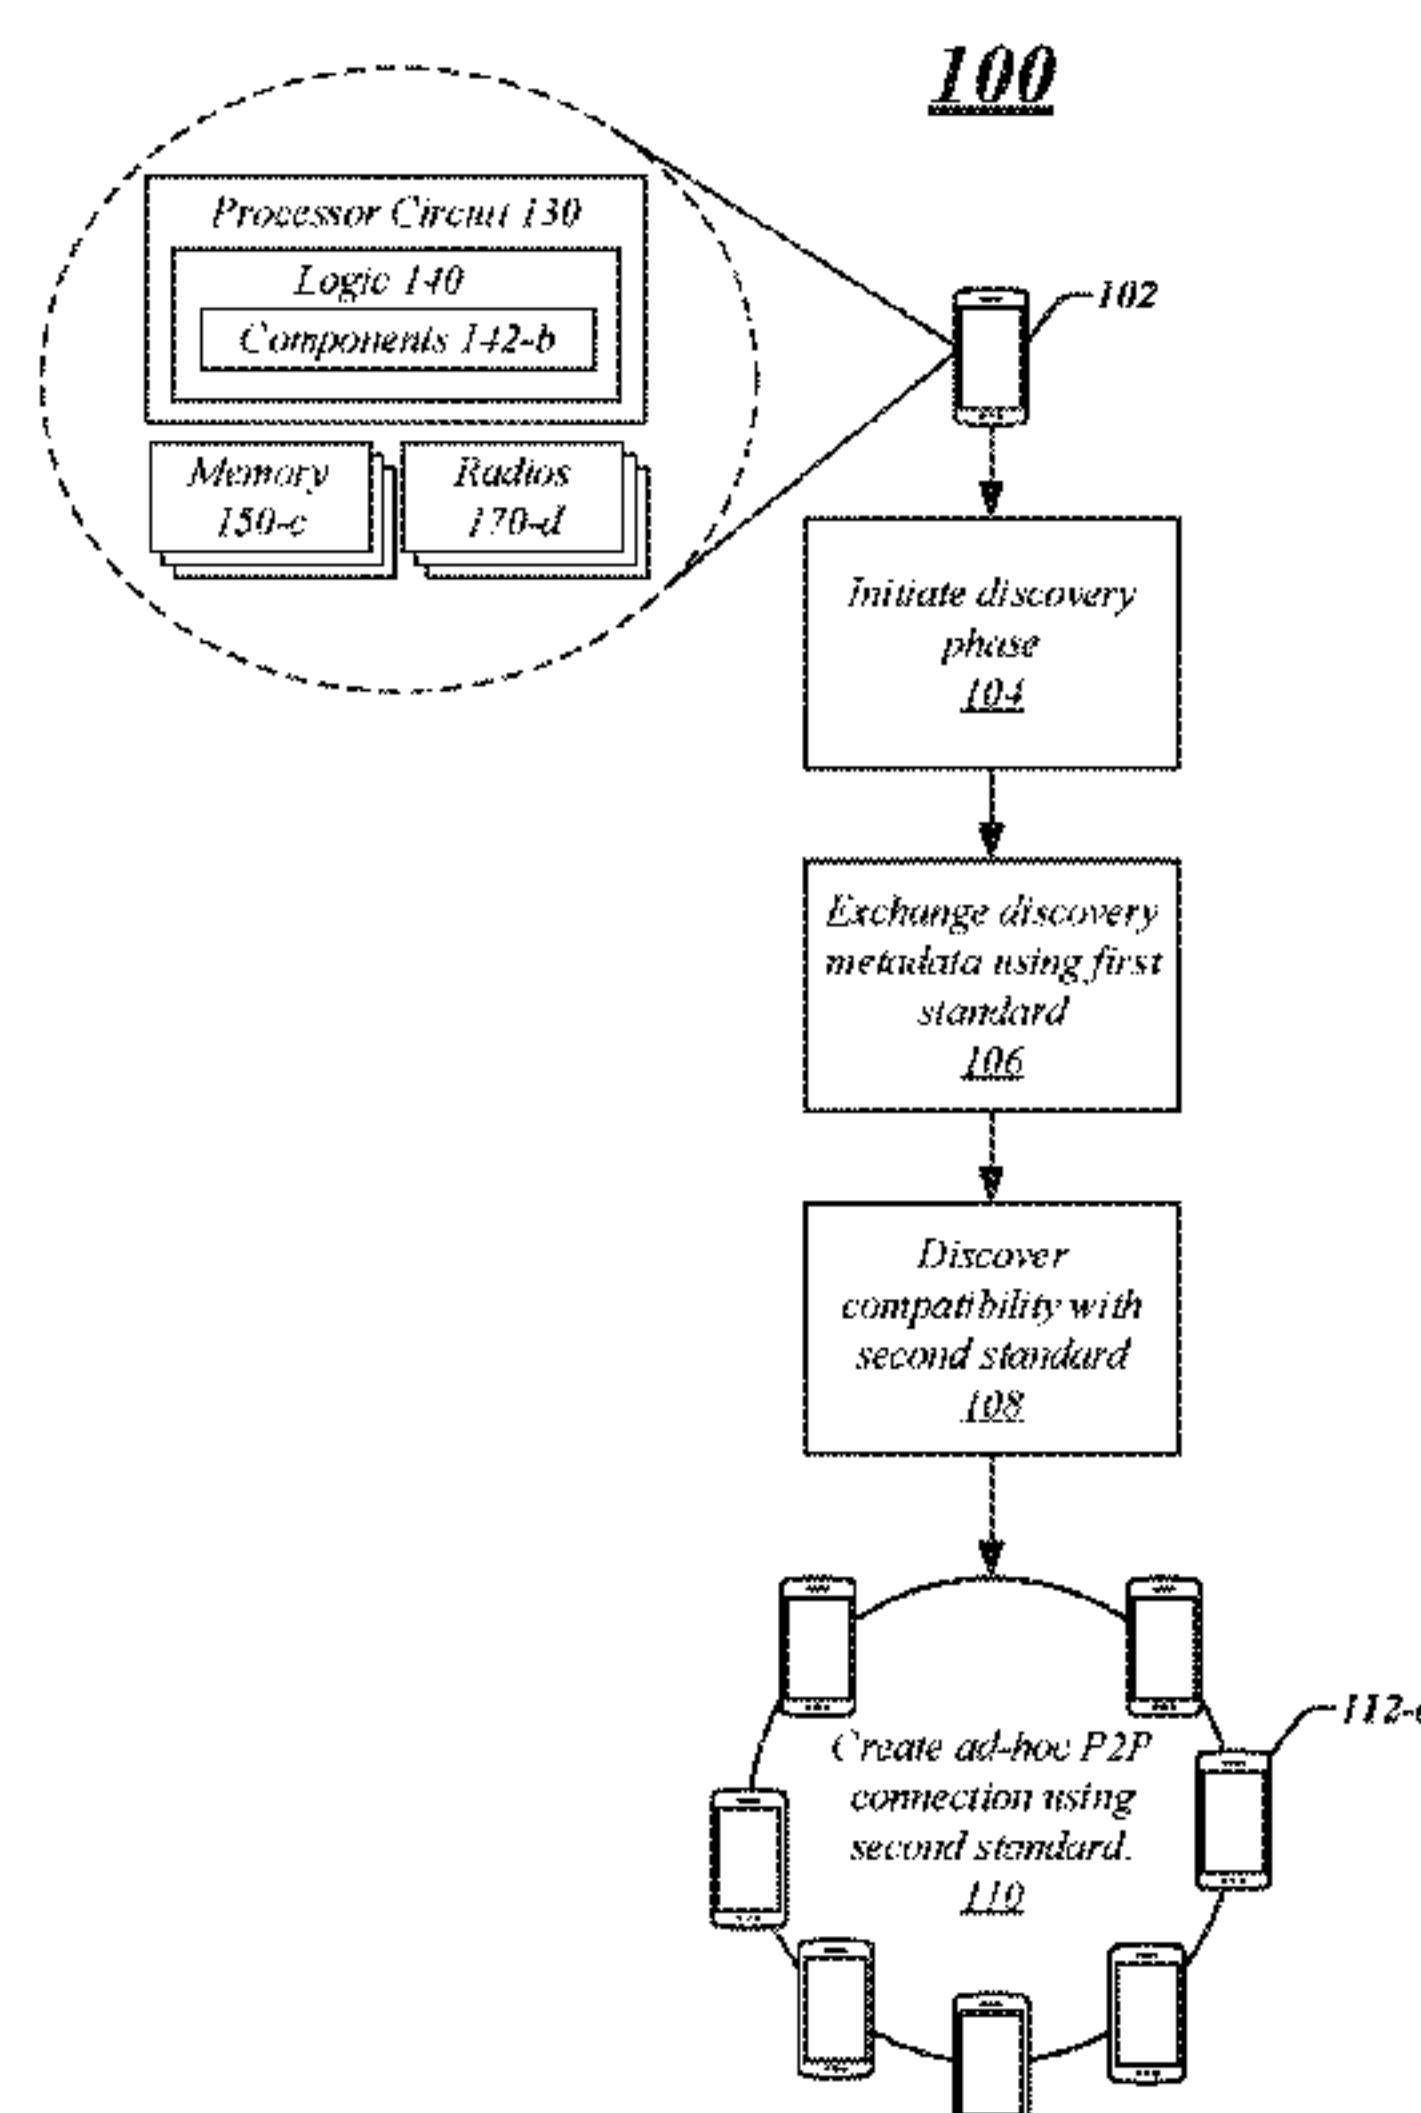 100
Processor Circuit 130
Logic 140
Components 142-b
Memory
150-c
Radios
170-d
102
Initiate discovery
phase
104
Exchange discovery
metadata using first
standard
106
Discover
compatibility with
second standard
108
112-
Create ad-hoc P2P
connection using
second standard.
110